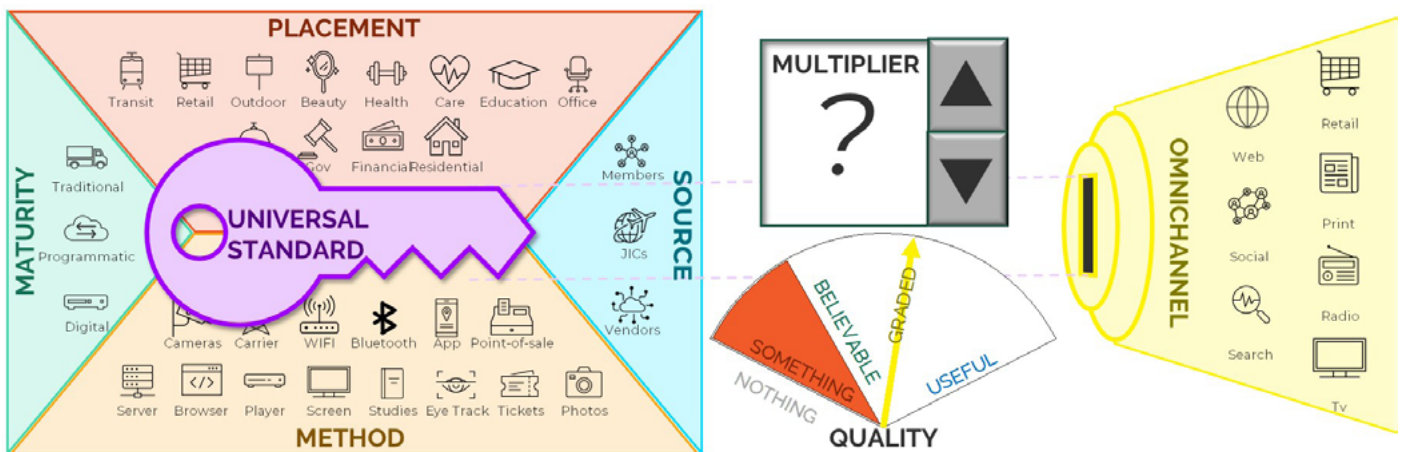 PLACEMENT
Transit Retail Outdoor Beauty Health Care Education Office
Gov Financial Residential
MATURITY
Traditional
Programmatic
Digital
UNIVERSAL
STANDARD
SOURCE
Members
JICs
Vendors
Cameras Carrier WIFI Bluetooth App Point-of-sale
Server Browser Player Screen Studies Eye Track Tickets Photos
METHOD
MULTIPLIER
?
NOTHING
SOMETHING
BELIEVABLE
GRADED
USEFUL
QUALITY
OMNICHANNEL
Web
Social
Search
Retail
Print
Radio
Tv